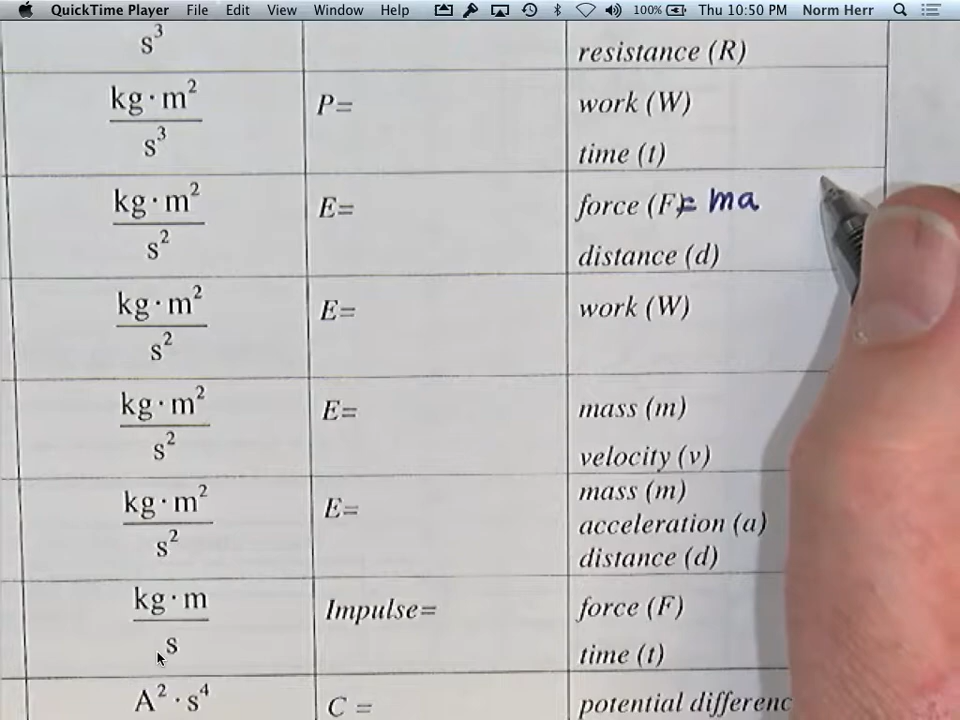 QuickTime Player File Edit View Window Help 100% Thu 10:50 PM Norm Herr
s³
resistance (R)
kg · m²
s³
P=
work (W)
time (t)
kg · m²
s²
E=
force (F)= ma
distance (d)
kg · m²
s²
E=
work (W)
kg · m²
s²
E=
mass (m)
velocity (v)
kg · m²
s²
E=
mass (m)
acceleration (a)
distance (d)
kg · m
s
Impulse=
force (F)
time (t)
A² · s⁴
C =
potential differenc